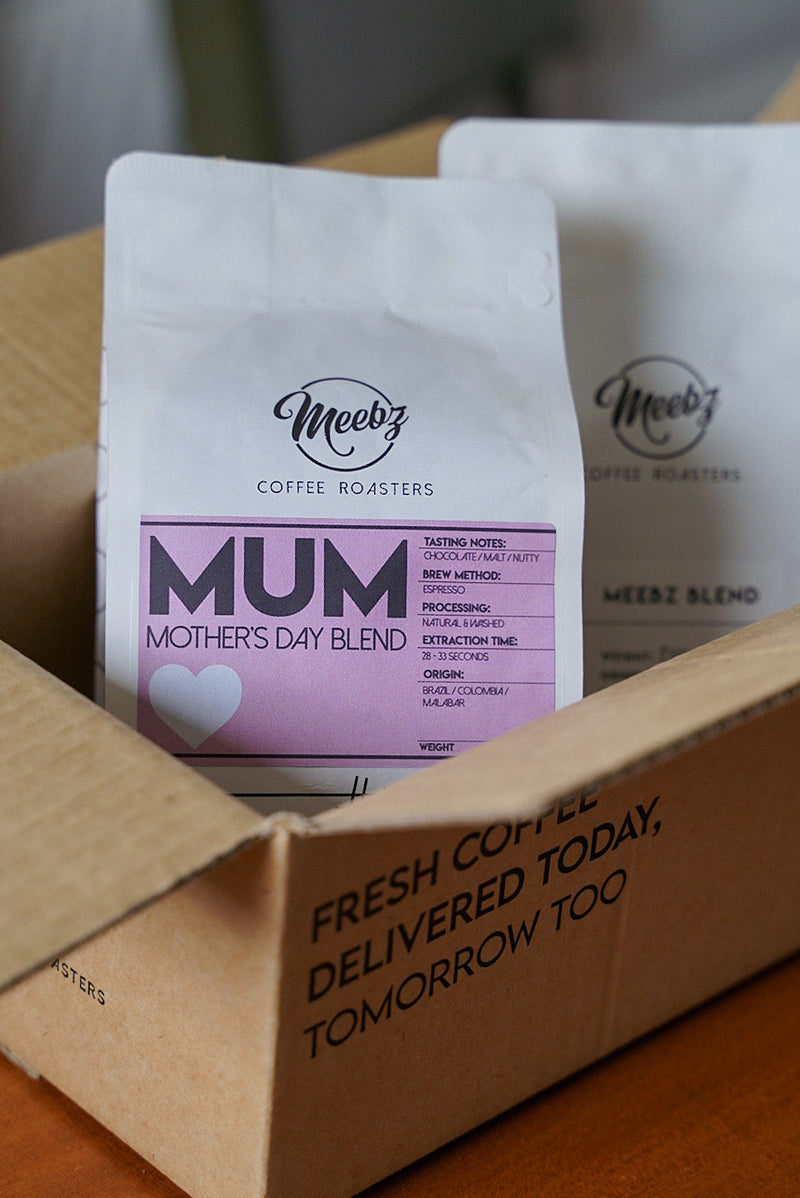 Meebz
COFFEE ROASTERS
MUM
MOTHER'S DAY BLEND
TASTING NOTES:
CHOCOLATE / MALT / NUTTY
BREW METHOD:
ESPRESSO
PROCESSING:
NATURAL & WASHED
EXTRACTION TIME:
28 - 33 SECONDS
ORIGIN:
BRAZIL / COLOMBIA /
MALABAR
WEIGHT
Meebz
COFFEE ROASTERS
MEEBZ BLEND
WEIGHT:
ASTERS
FRESH COFFEE
DELIVERED TODAY,
TOMORROW TOO